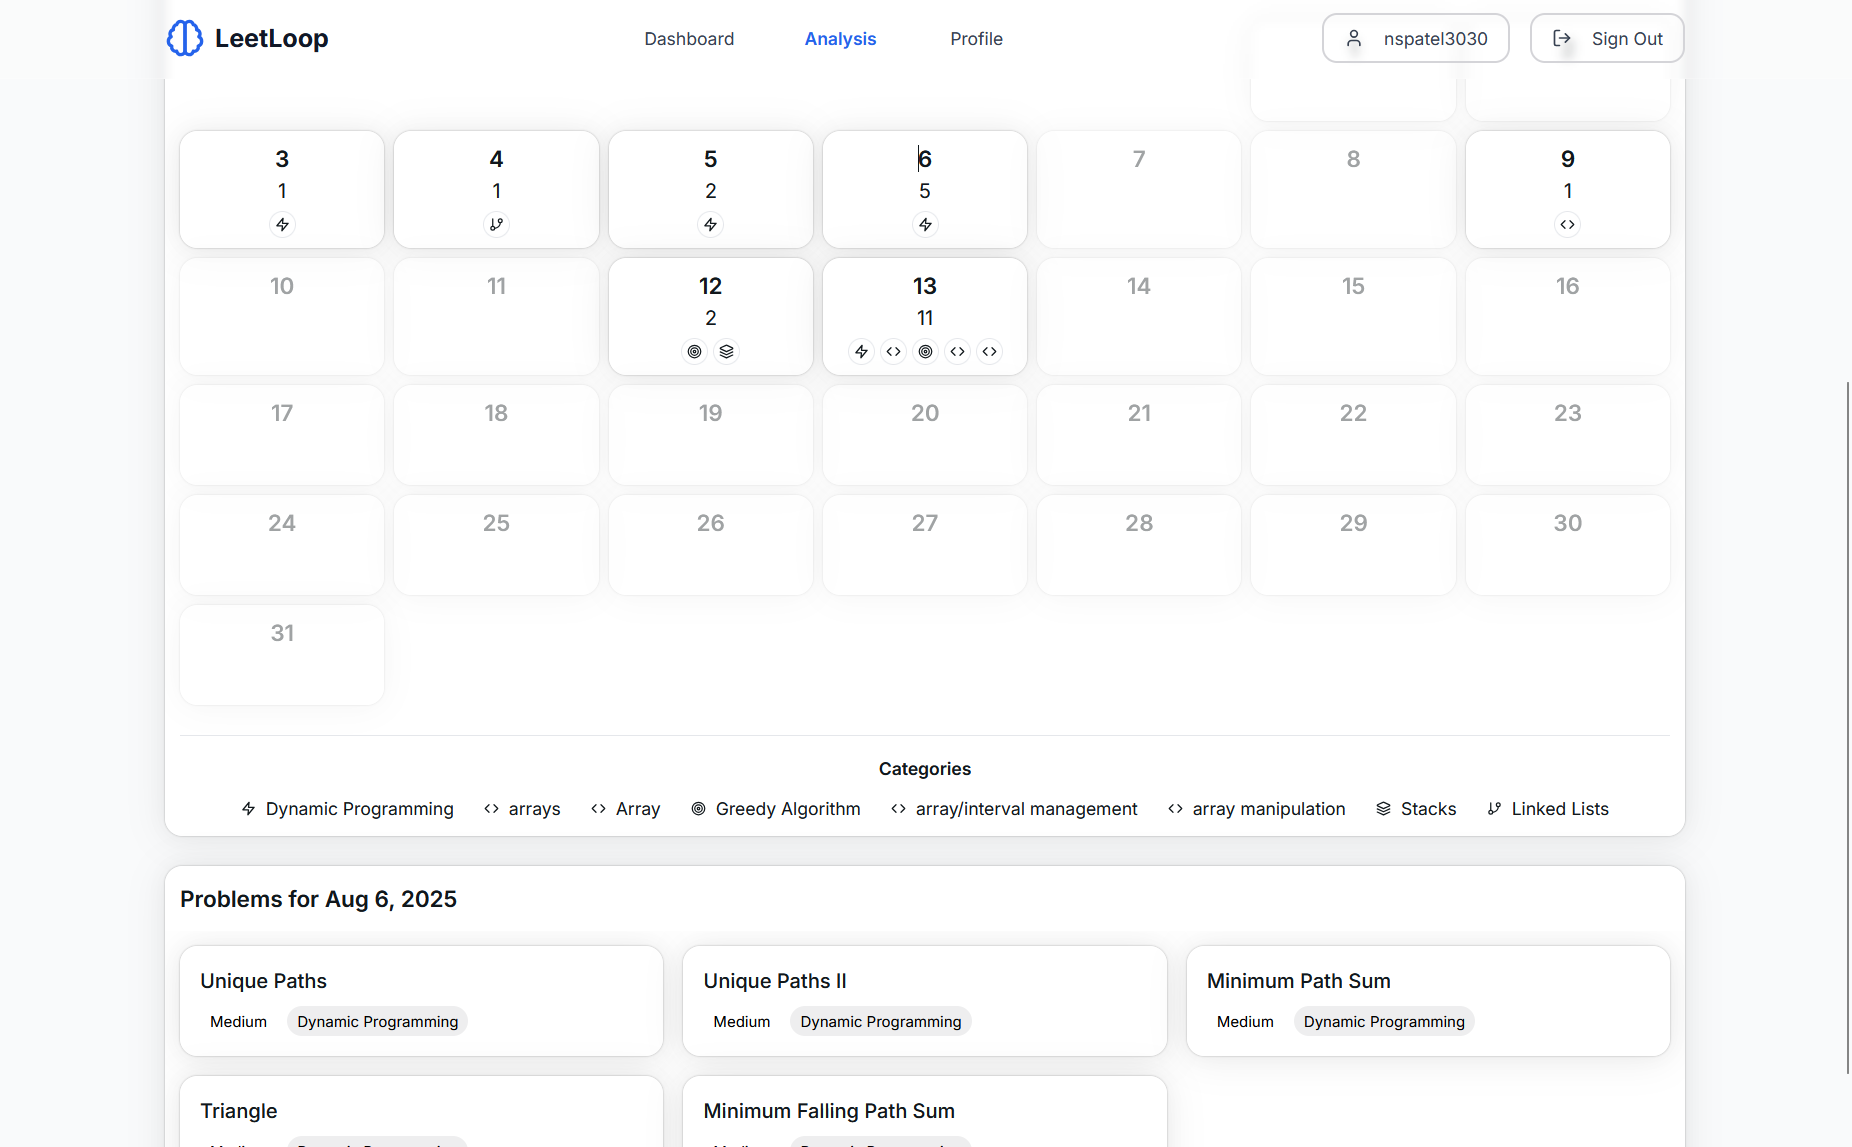 LeetLoop
Dashboard
Analysis
Profile
nspatel3030
Sign Out
3
1
4
1
5
2
6
5
7
8
9
1
10
11
12
2
13
11
14
15
16
17
18
19
20
21
22
23
24
25
26
27
28
29
30
31
Categories
Dynamic Programming
arrays
Array
Greedy Algorithm
array/interval management
array manipulation
Stacks
Linked Lists
Problems for Aug 6, 2025
Unique Paths
Medium
Dynamic Programming
Unique Paths II
Medium
Dynamic Programming
Minimum Path Sum
Medium
Dynamic Programming
Triangle
Minimum Falling Path Sum